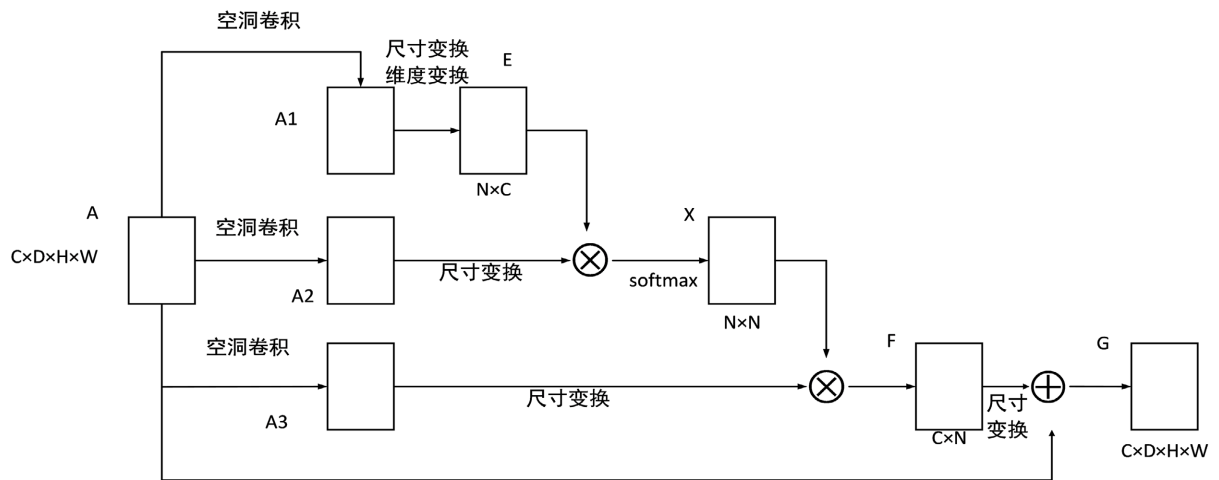 空洞卷积
尺寸变换
维度变换
E
A1
N×C
A
空洞卷积
X
C×D×H×W
尺寸变换
softmax
A2
N×N
空洞卷积
F
G
A3
尺寸变换
尺寸
变换
C×N
C×D×H×W